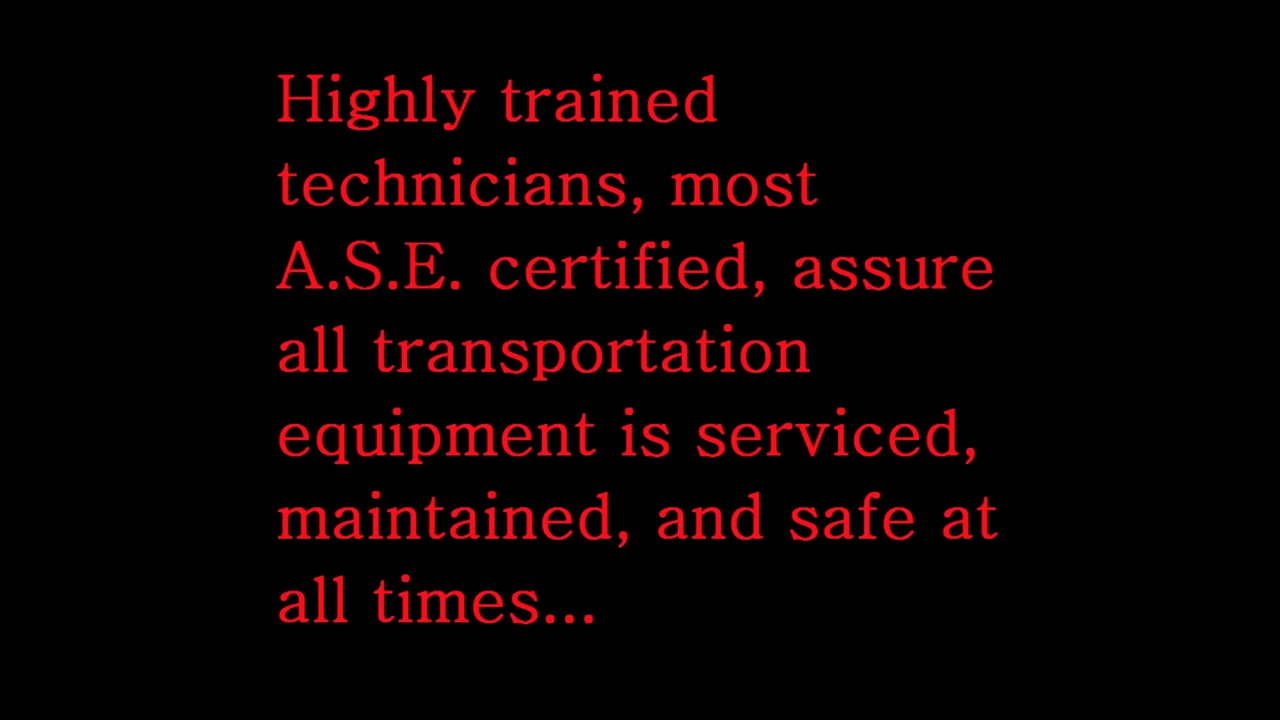 Highly trained
technicians, most
A.S.E. certified, assure
all transportation
equipment is serviced,
maintained, and safe at
all times...